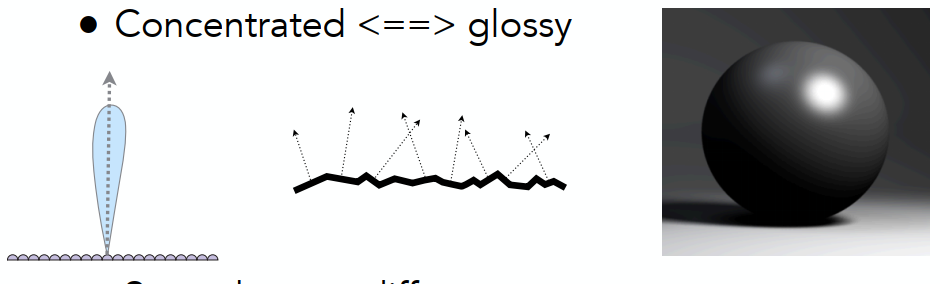 ● Concentrated <==> glossy